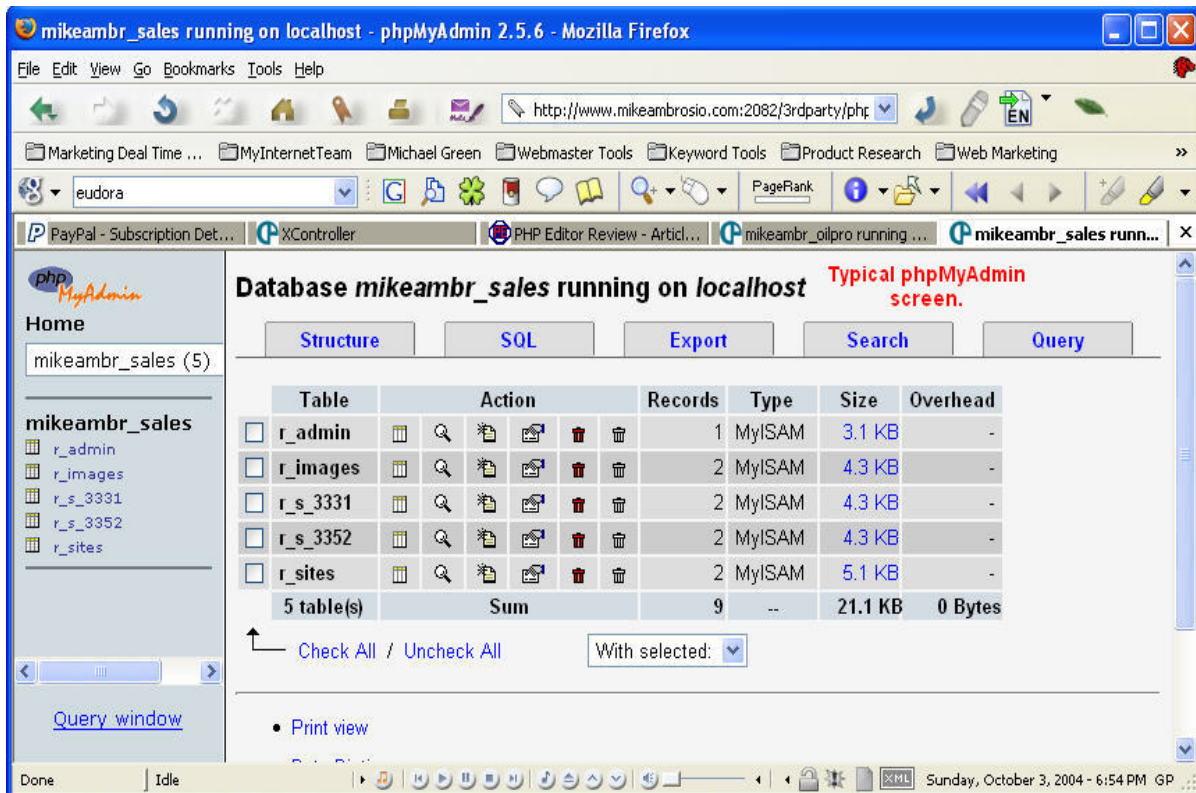 mikeambr_sales running on localhost - phpMyAdmin 2.5.6 - Mozilla Firefox
File Edit View Go Bookmarks Tools Help
http://www.mikeambrosio.com:2082/3rdparty/php
EN
Marketing Deal Time ... MyInternetTeam Michael Green Webmaster Tools Keyword Tools Product Research Web Marketing »
eudora PageRank
PayPal - Subscription Det... XController PHP Editor Review - Articl... mikeambr_oilpro running ... mikeambr_sales runn...
php MyAdmin
Home
mikeambr_sales (5)
mikeambr_sales
r_admin
r_images
r_s_3331
r_s_3352
r_sites
Query window
Database mikeambr_sales running on localhost
Typical phpMyAdmin
screen.
Structure SQL Export Search Query
Table Action Records Type Size Overhead
r_admin 1 MyISAM 3.1 KB -
r_images 2 MyISAM 4.3 KB -
r_s_3331 2 MyISAM 4.3 KB -
r_s_3352 2 MyISAM 4.3 KB -
r_sites 2 MyISAM 5.1 KB -
5 table(s) Sum 9 -- 21.1 KB 0 Bytes
Check All / Uncheck All With selected:
Print view
Done Idle XML Sunday, October 3, 2004 - 6:54 PM GP